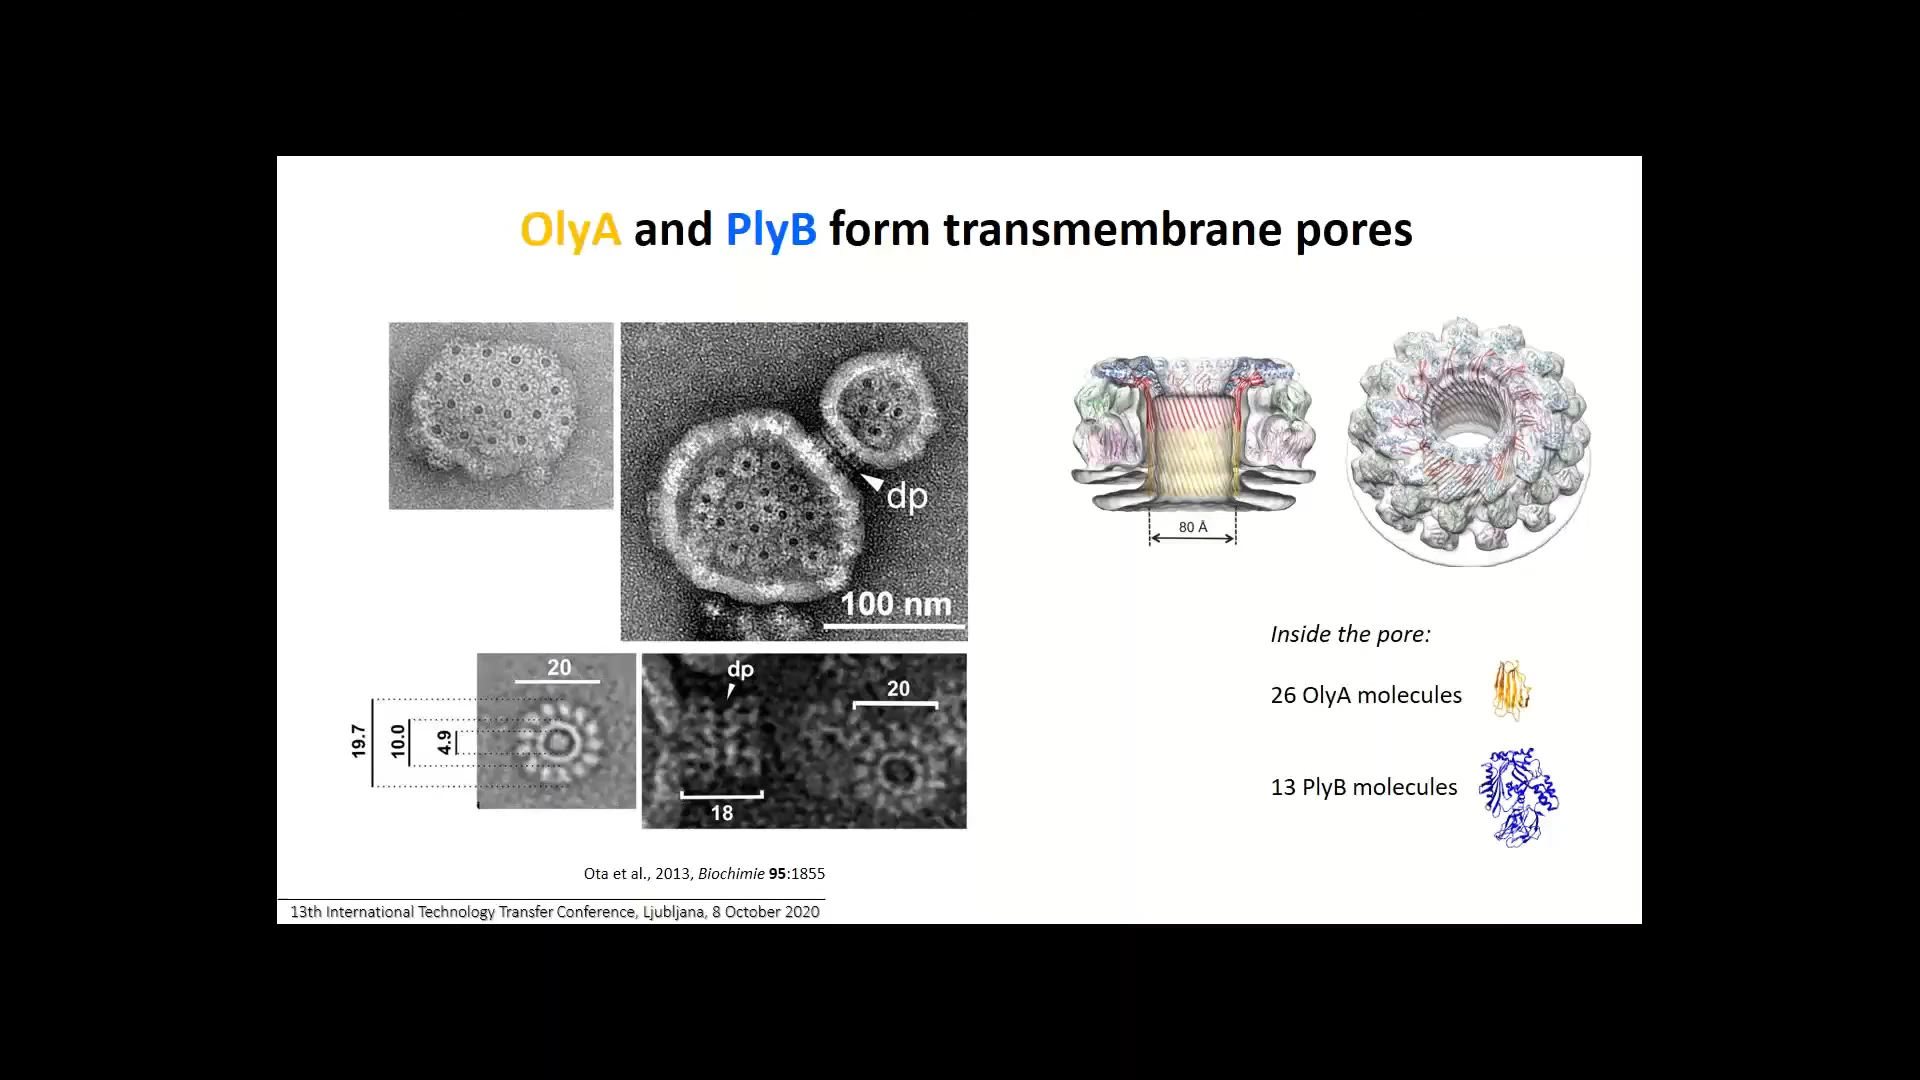 OlyA and PlyB form transmembrane pores
dp
100 nm
80 Å
20
19.7
10.0
4.9
dp
20
18
Inside the pore:
26 OlyA molecules
13 PlyB molecules
Ota et al., 2013, Biochimie 95:1855
13th International Technology Transfer Conference, Ljubljana, 8 October 2020